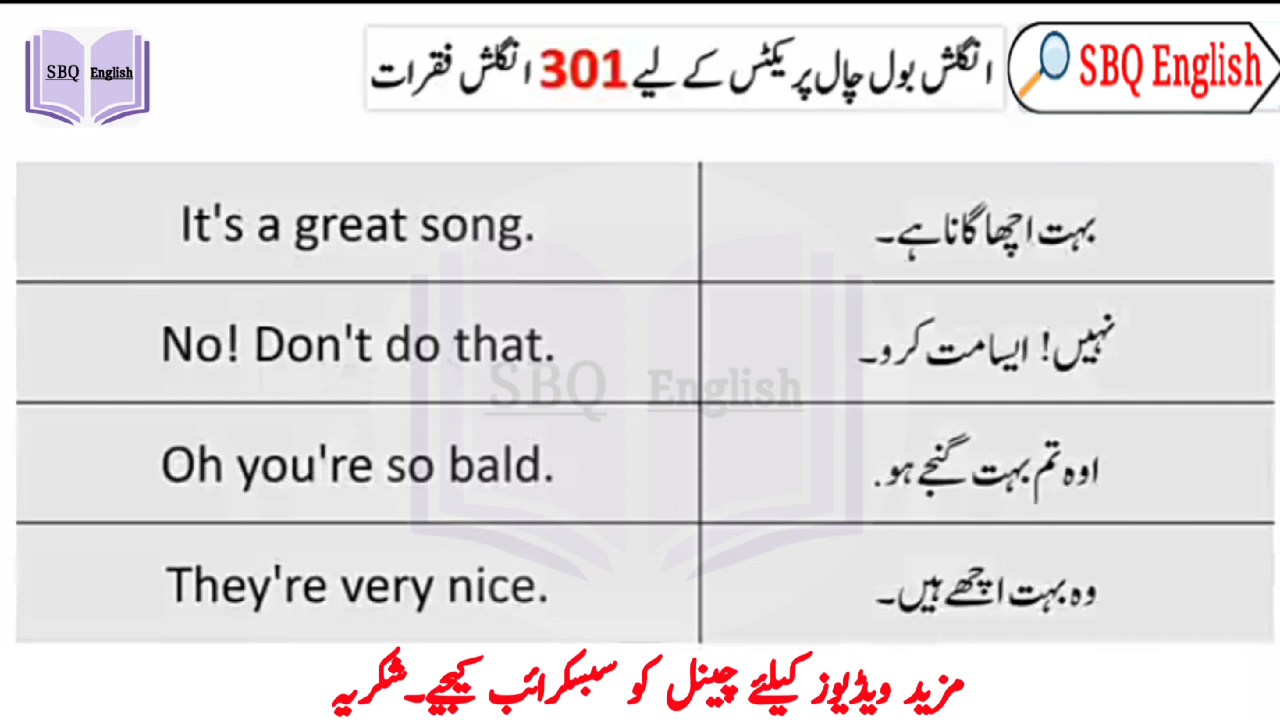 SBQ English
انگلش بول چال پریکٹس کے لیے 301 انگلش فقرات
SBQ English
It's a great song.
بہت اچھا گانا ہے۔
No! Don't do that.
نہیں! ایسا مت کرو۔
Oh you're so bald.
اوہ تم بہت گنجے ہو.
They're very nice.
وہ بہت اچھے ہیں۔
SBQ English
مزید ویڈیوز کیلئے چینل کو سبسکرائب کیجیے۔شکریہ